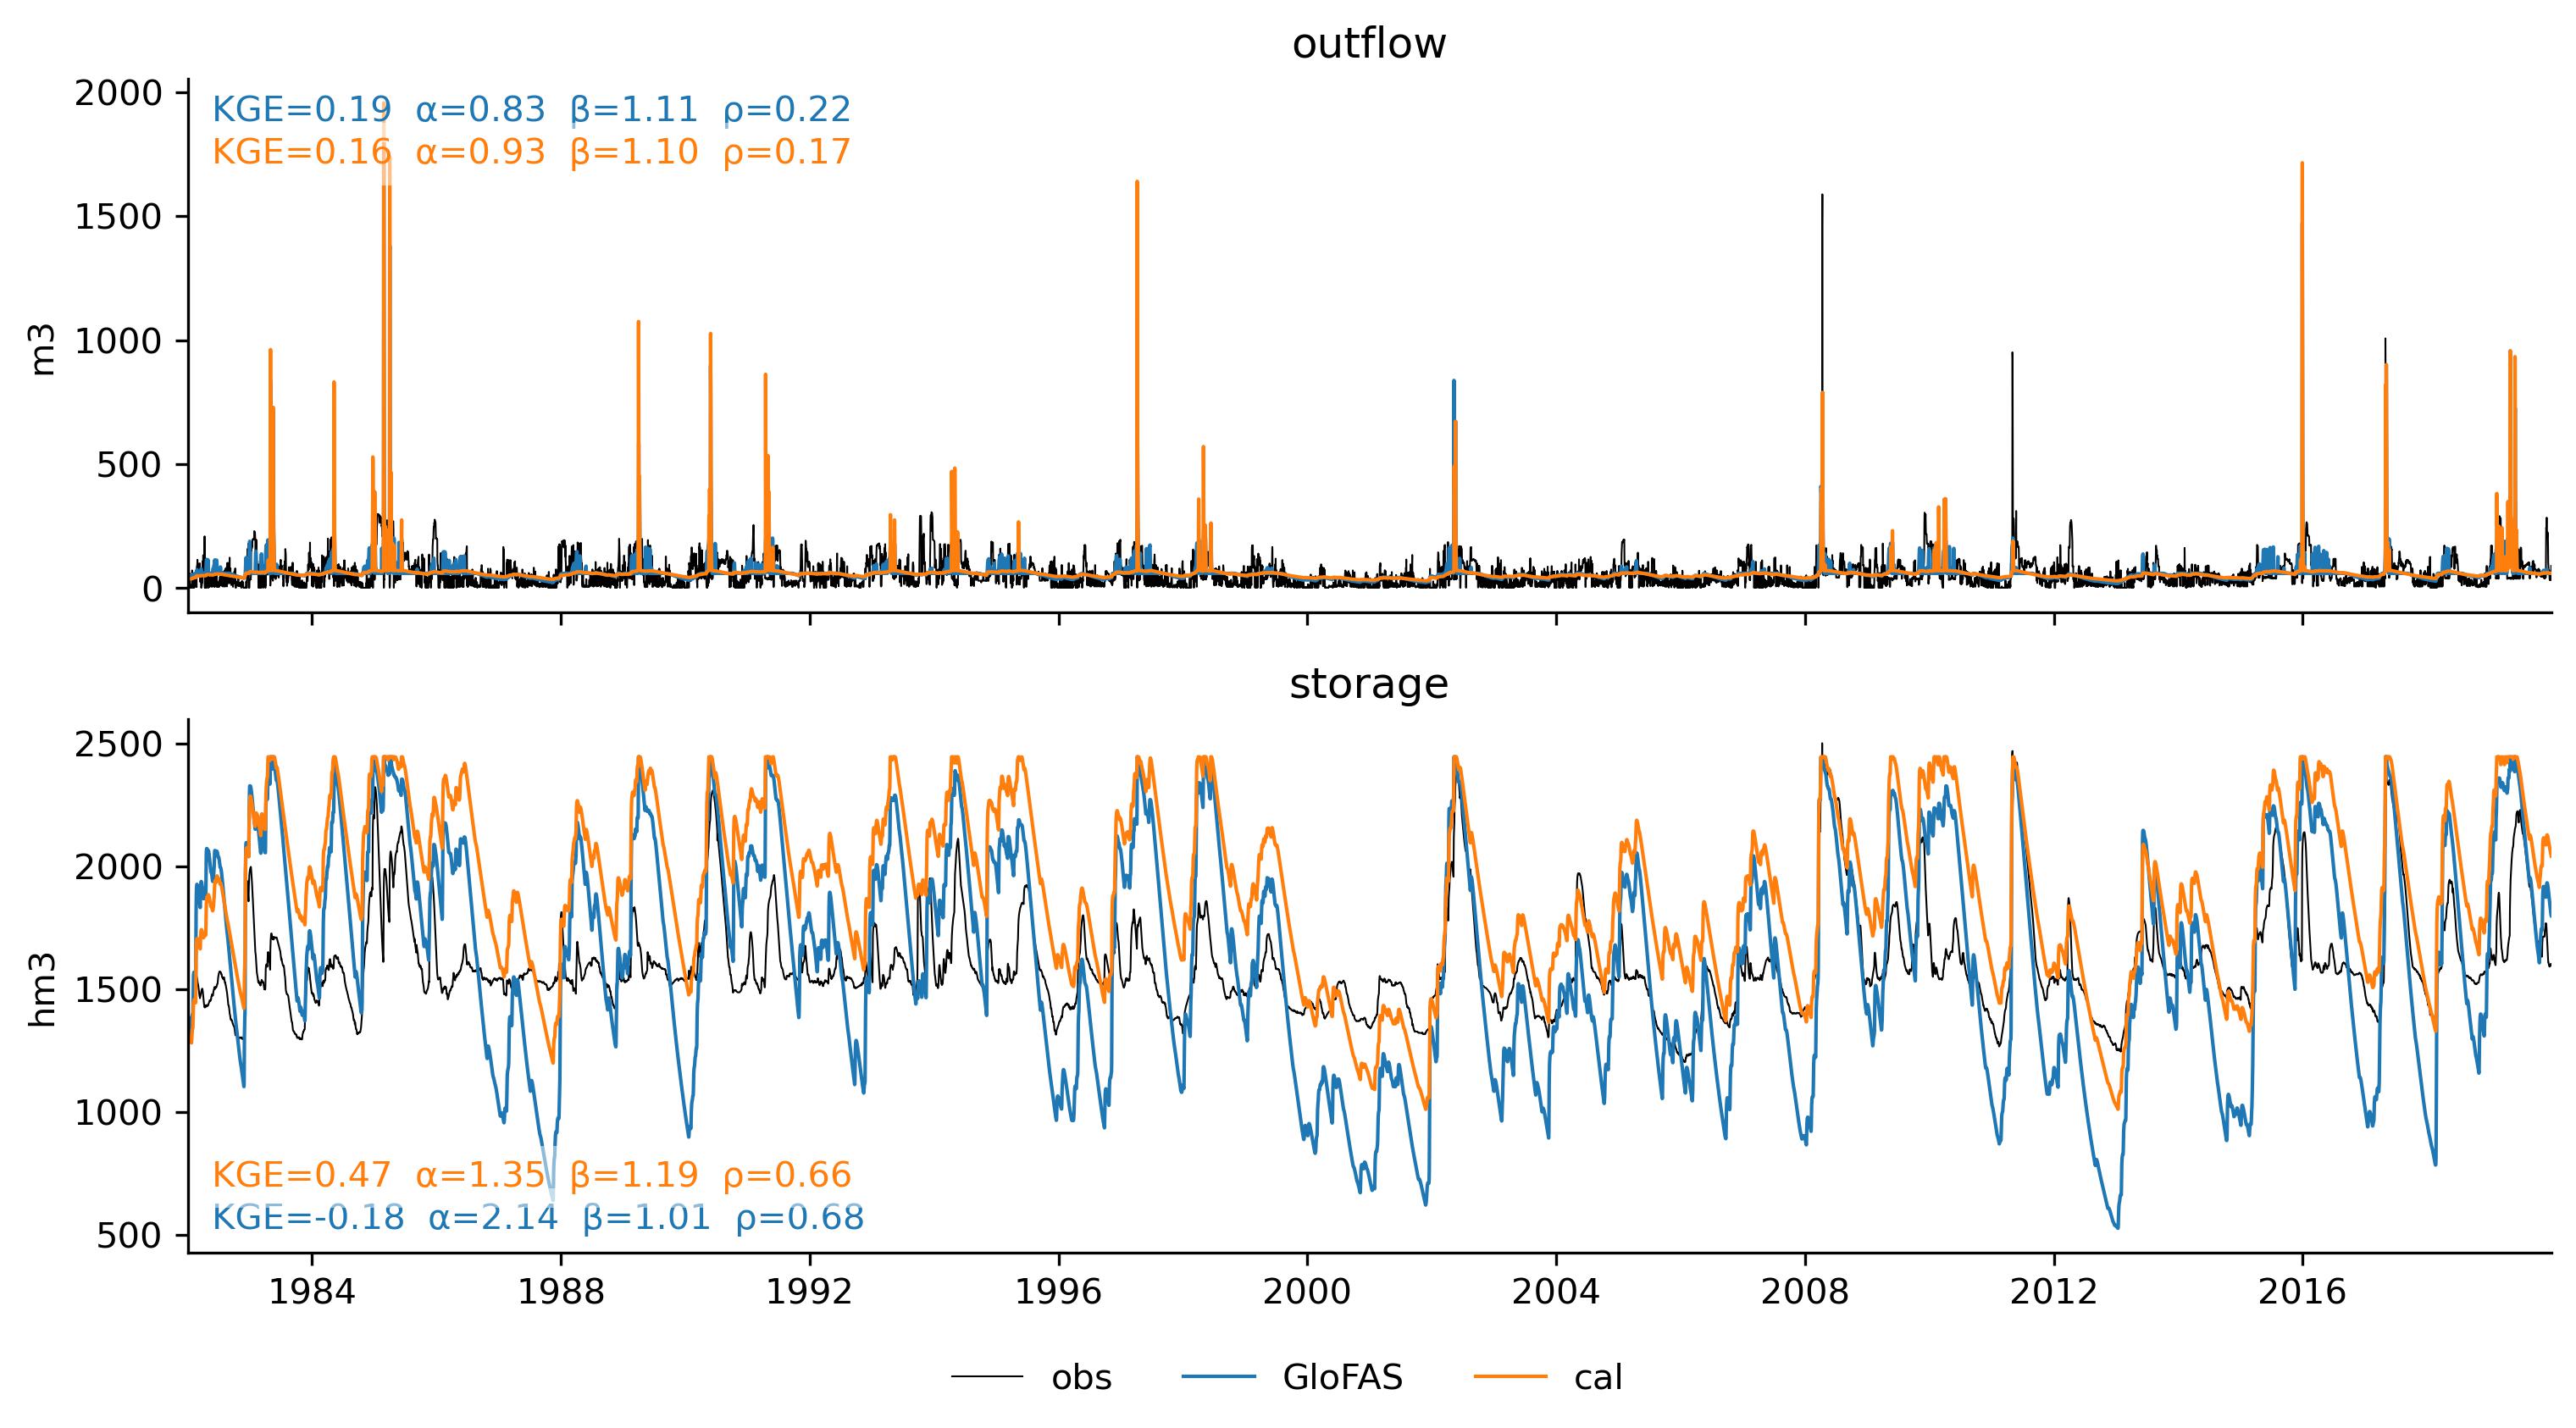 outflow
2000
1500
1000
500
0
m3
KGE=0.19 α=0.83 β=1.11 ρ=0.22
KGE=0.16 α=0.93 β=1.10 ρ=0.17
storage
2500
2000
1500
1000
500
hm3
KGE=0.47 α=1.35 β=1.19 ρ=0.66
KGE=-0.18 α=2.14 β=1.01 ρ=0.68
1984 1988 1992 1996 2000 2004 2008 2012 2016
obs GloFAS cal